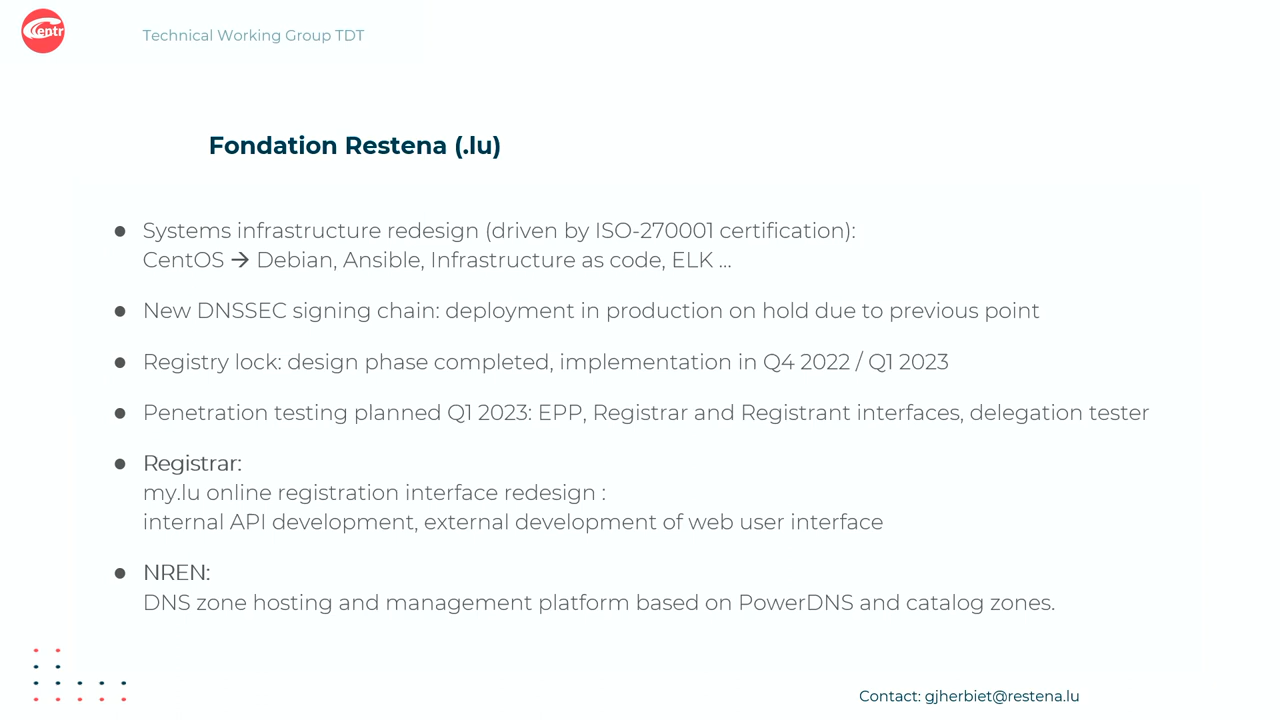 Centr
Technical Working Group TDT
Fondation Restena (.lu)
● Systems infrastructure redesign (driven by ISO-270001 certification):
CentOS → Debian, Ansible, Infrastructure as code, ELK ...
● New DNSSEC signing chain: deployment in production on hold due to previous point
● Registry lock: design phase completed, implementation in Q4 2022 / Q1 2023
● Penetration testing planned Q1 2023: EPP, Registrar and Registrant interfaces, delegation tester
● Registrar:
my.lu online registration interface redesign :
internal API development, external development of web user interface
● NREN:
DNS zone hosting and management platform based on PowerDNS and catalog zones.
Contact: gjherbiet@restena.lu